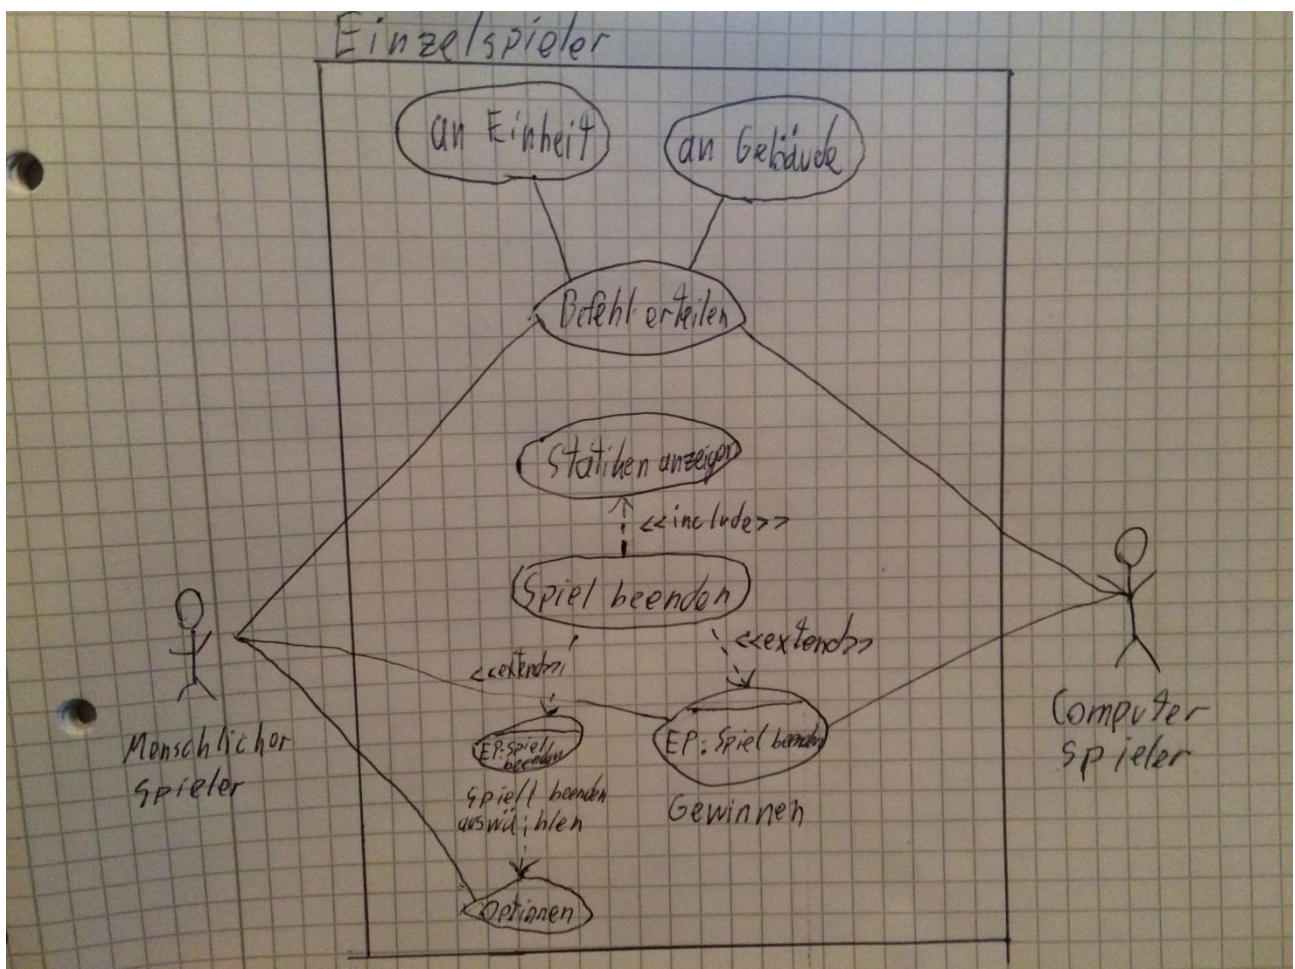 Einzelspieler
an Einheit
an Gebäude
Befehl erteilen
Statiken anzeigen
<<include>>
Spiel beenden
<<extend>>
<<extend>>
EP: Spiel
beenden
EP: Spiel beenden
Spiell beenden
auswählen
Gewinnen
Optionen
Menschlicher
Spieler
Computer
Spieler